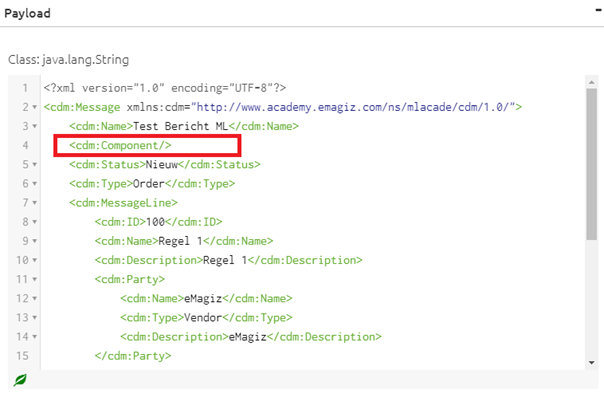 Payload
Class: java.lang.String
1 <?xml version="1.0" encoding="UTF-8"?>
2 <cdm:Message xmlns:cdm="http://www.academy.emagiz.com/ns/mlacade/cdm/1.0/">
3 <cdm:Name>Test Bericht ML</cdm:Name>
4 <cdm:Component/>
5 <cdm:Status>Nieuw</cdm:Status>
6 <cdm:Type>Order</cdm:Type>
7 <cdm:MessageLine>
8 <cdm:ID>100</cdm:ID>
9 <cdm:Name>Regel 1</cdm:Name>
10 <cdm:Description>Regel 1</cdm:Description>
11 <cdm:Party>
12 <cdm:Name>eMagiz</cdm:Name>
13 <cdm:Type>Vendor</cdm:Type>
14 <cdm:Description>eMagiz</cdm:Description>
15 </cdm:Party>